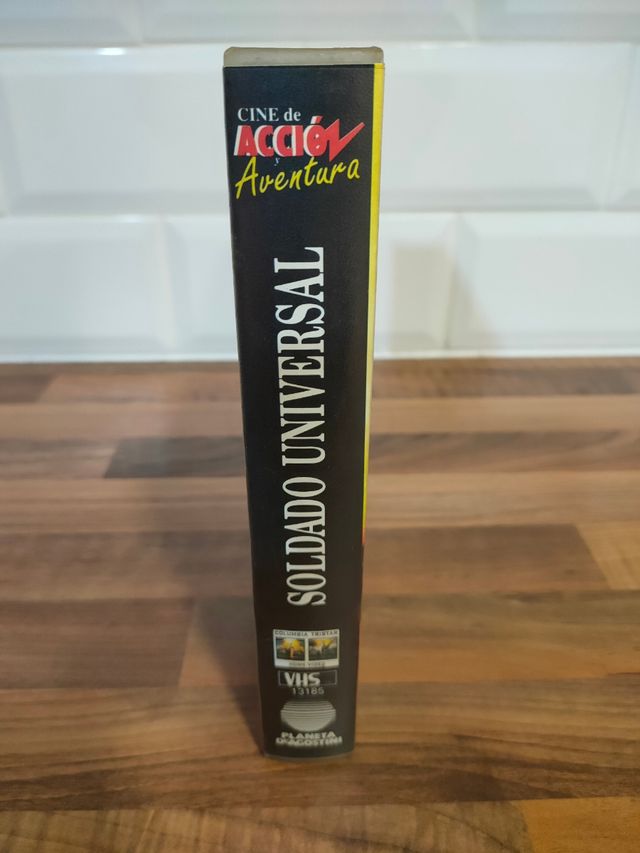 CINE de
ACCIÓN
y
Aventura
SOLDADO UNIVERSAL
COLUMBIA TRISTAR
HOME VIDEO
VHS
13185
PLANETA
DeAGOSTINI